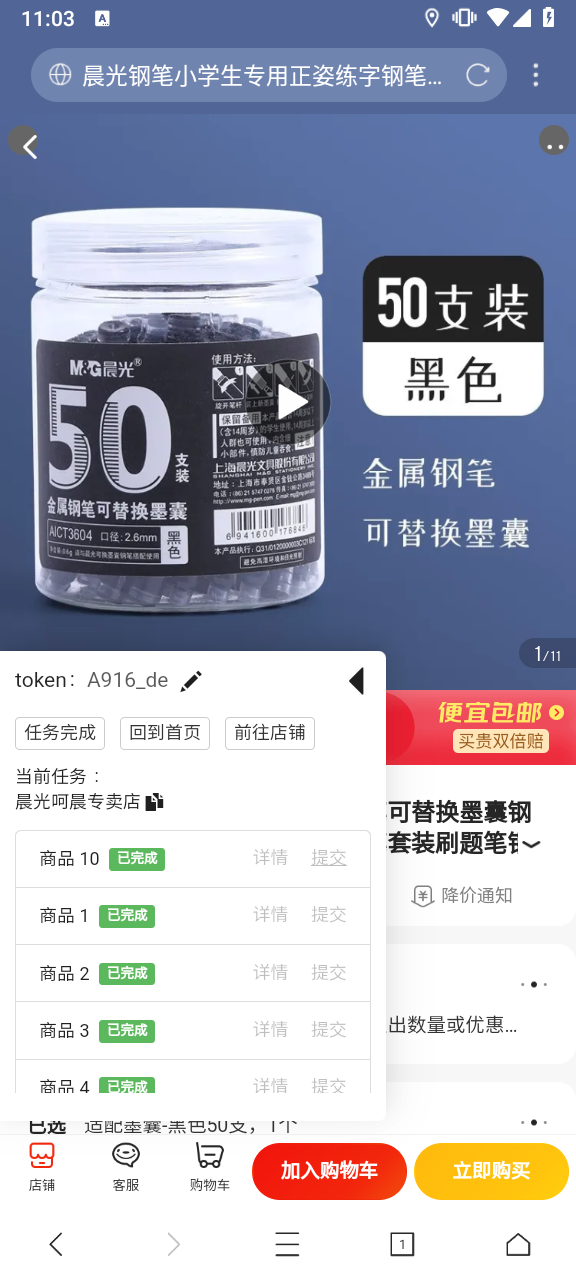 11:03
A
晨光钢笔小学生专用正姿练字钢笔...
M&G晨光®
50
支装
金属钢笔可替换墨囊
AICT3604 口径:2.6mm
黑色
使用方法:
保留备用
上海晨光文具股份有限公司
SHANGHAI M&G STATIONERY INC.
6941600176845
50支装
黑色
金属钢笔
可替换墨囊
1/11
便宜包邮
买贵双倍赔
token: A916_de
任务完成 回到首页 前往店铺
当前任务：
晨光呵晨专卖店
商品 10 已完成 详情 提交
商品 1 已完成 详情 提交
商品 2 已完成 详情 提交
商品 3 已完成 详情 提交
商品 4 已完成 详情 提交
可替换墨囊钢
套装刷题笔
降价通知
出数量或优惠...
已选 适配墨囊-黑色50支，1个
店铺 客服 购物车 加入购物车 立即购买
1